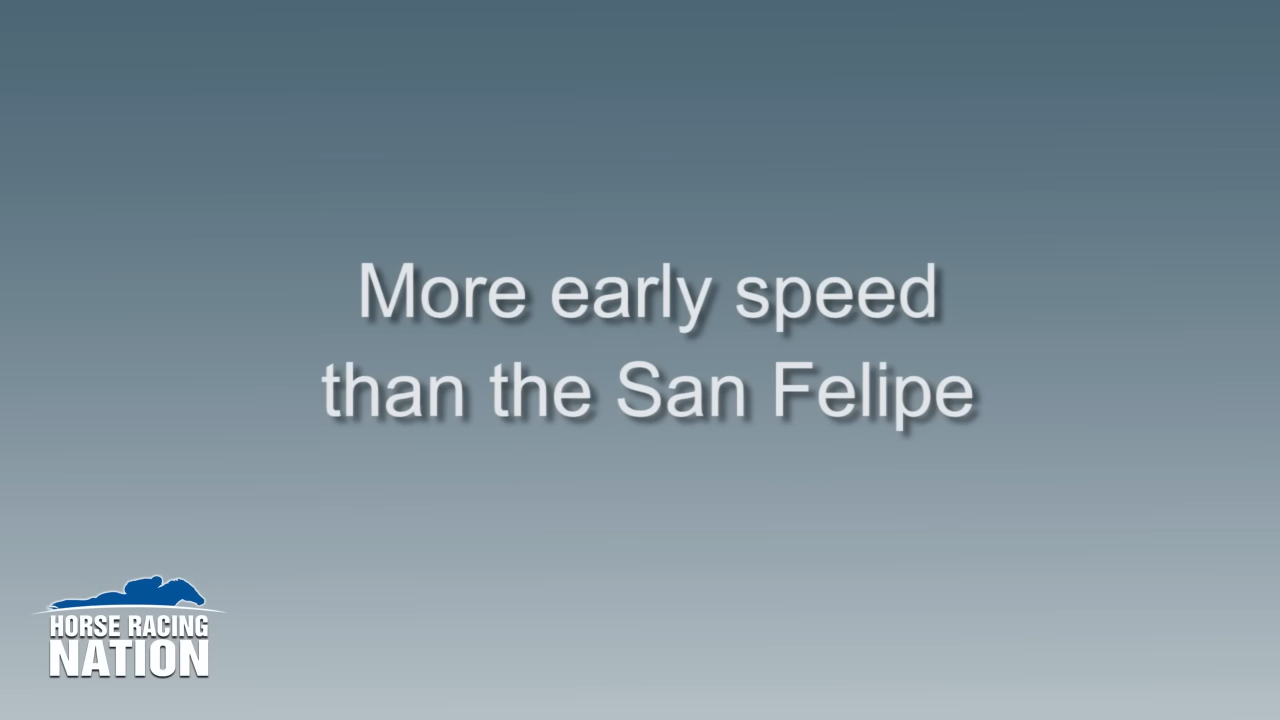 More early speed
than the San Felipe
HORSE RACING
NATION